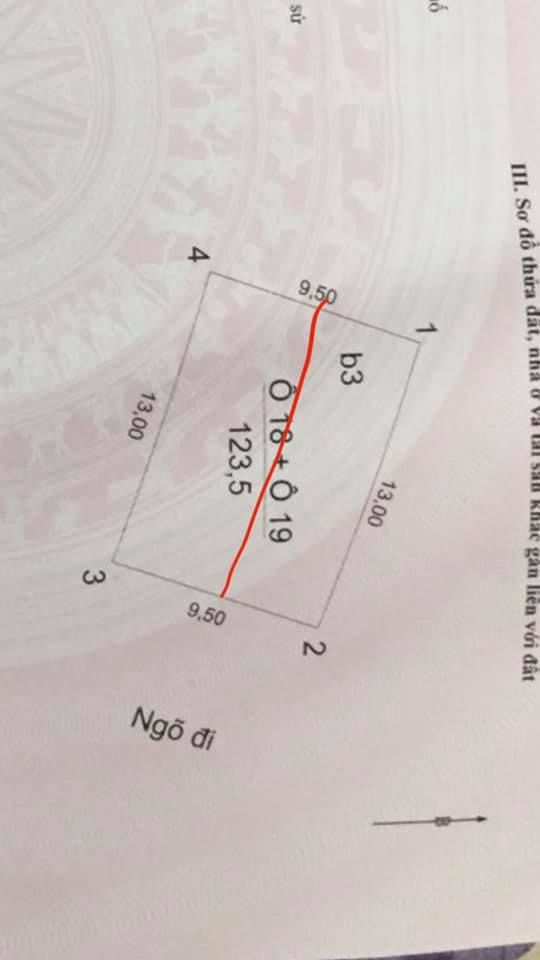 III. Sơ đồ thửa đất, nhà ở và tài sản khác gắn liền với đất
sử
1
9,50
4
b3
13,00
Ô 18 + Ô 19
123,5
13,00
2
9,50
3
Ngõ đi
B